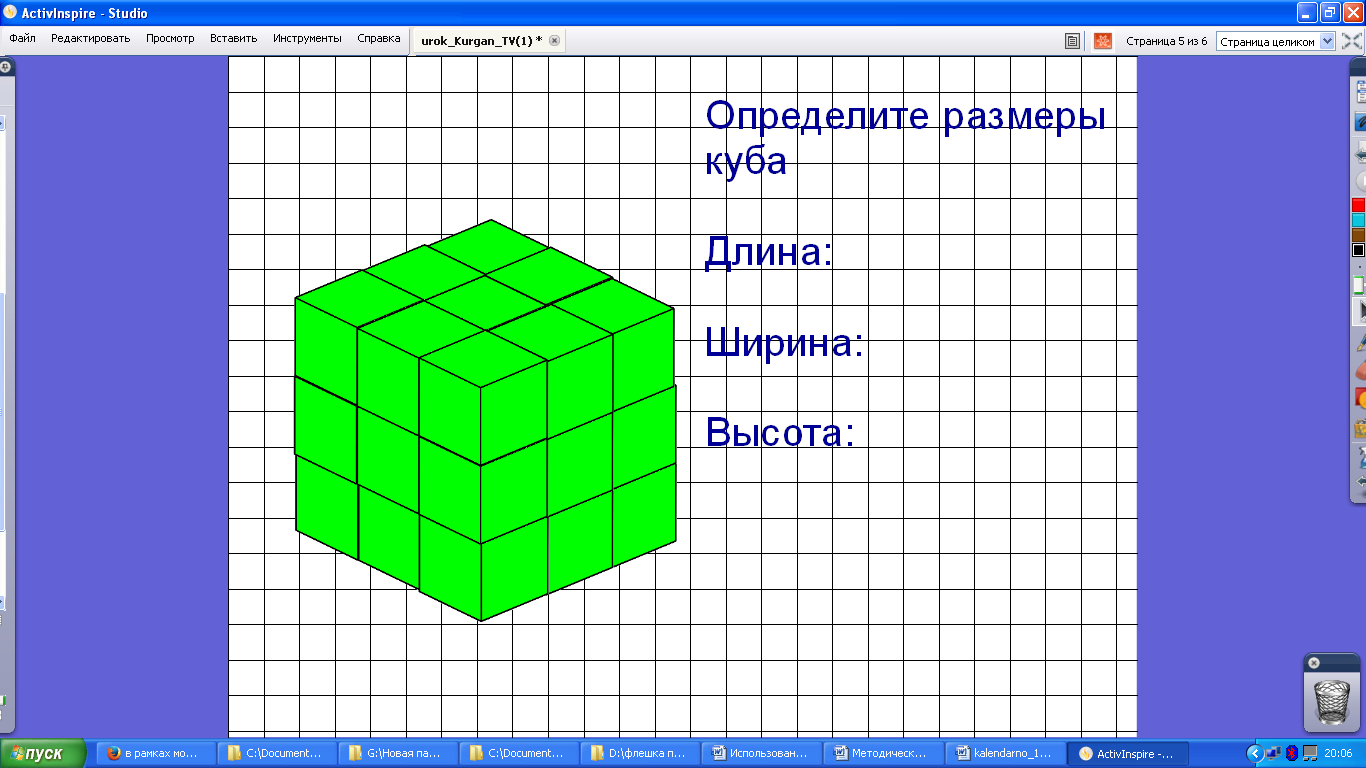 ActivInspire - Studio
Файл Редактировать Просмотр Вставить Инструменты Справка urok_Kurgan_TV(1) * Страница 5 из 6 Страница целиком
Определите размеры
куба
Длина:
Ширина:
Высота:
пуск в рамках мо... C:\Document... G:\Новая па... C:\Document... D:\флешка п... Использован... Методическ... kalendarno_1... ActivInspire -... 20:06